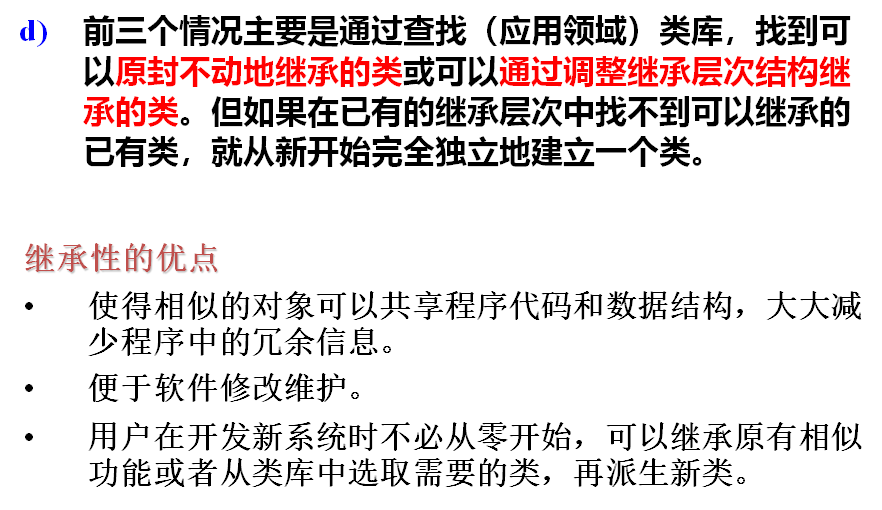 d) 前三个情况主要是通过查找（应用领域）类库，找到可
以原封不动地继承的类或可以通过调整继承层次结构继
承的类。但如果在已有的继承层次中找不到可以继承的
已有类，就从新开始完全独立地建立一个类。
继承性的优点
• 使得相似的对象可以共享程序代码和数据结构，大大减
少程序中的冗余信息。
• 便于软件修改维护。
• 用户在开发新系统时不必从零开始，可以继承原有相似
功能或者从类库中选取需要的类，再派生新类。